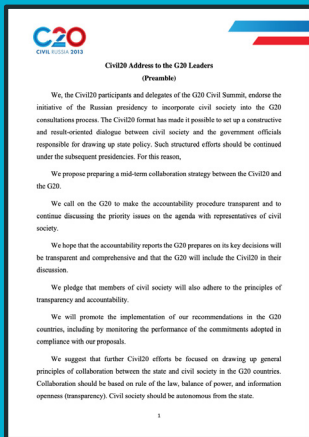 C20
CIVIL RUSSIA 2013
Civil20 Address to the G20 Leaders
(Preamble)
We, the Civil20 participants and delegates of the G20 Civil Summit, endorse the
initiative of the Russian presidency to incorporate civil society into the G20
consultations process. The Civil20 format has made it possible to set up a constructive
and result-oriented dialogue between civil society and the government officials
responsible for drawing up state policy. Such structured efforts should be continued
under the subsequent presidencies. For this reason,
We propose preparing a mid-term collaboration strategy between the Civil20 and
the G20.
We call on the G20 to make the accountability procedure transparent and to
continue discussing the priority issues on the agenda with representatives of civil
society.
We hope that the accountability reports the G20 prepares on its key decisions will
be transparent and comprehensive and that the G20 will include the Civil20 in their
discussion.
We pledge that members of civil society will also adhere to the principles of
transparency and accountability.
We will promote the implementation of our recommendations in the G20
countries, including by monitoring the performance of the commitments adopted in
compliance with our proposals.
We suggest that further Civil20 efforts be focused on drawing up general
principles of collaboration between the state and civil society in the G20 countries.
Collaboration should be based on rule of the law, balance of power, and information
openness (transparency). Civil society should be autonomous from the state.
1